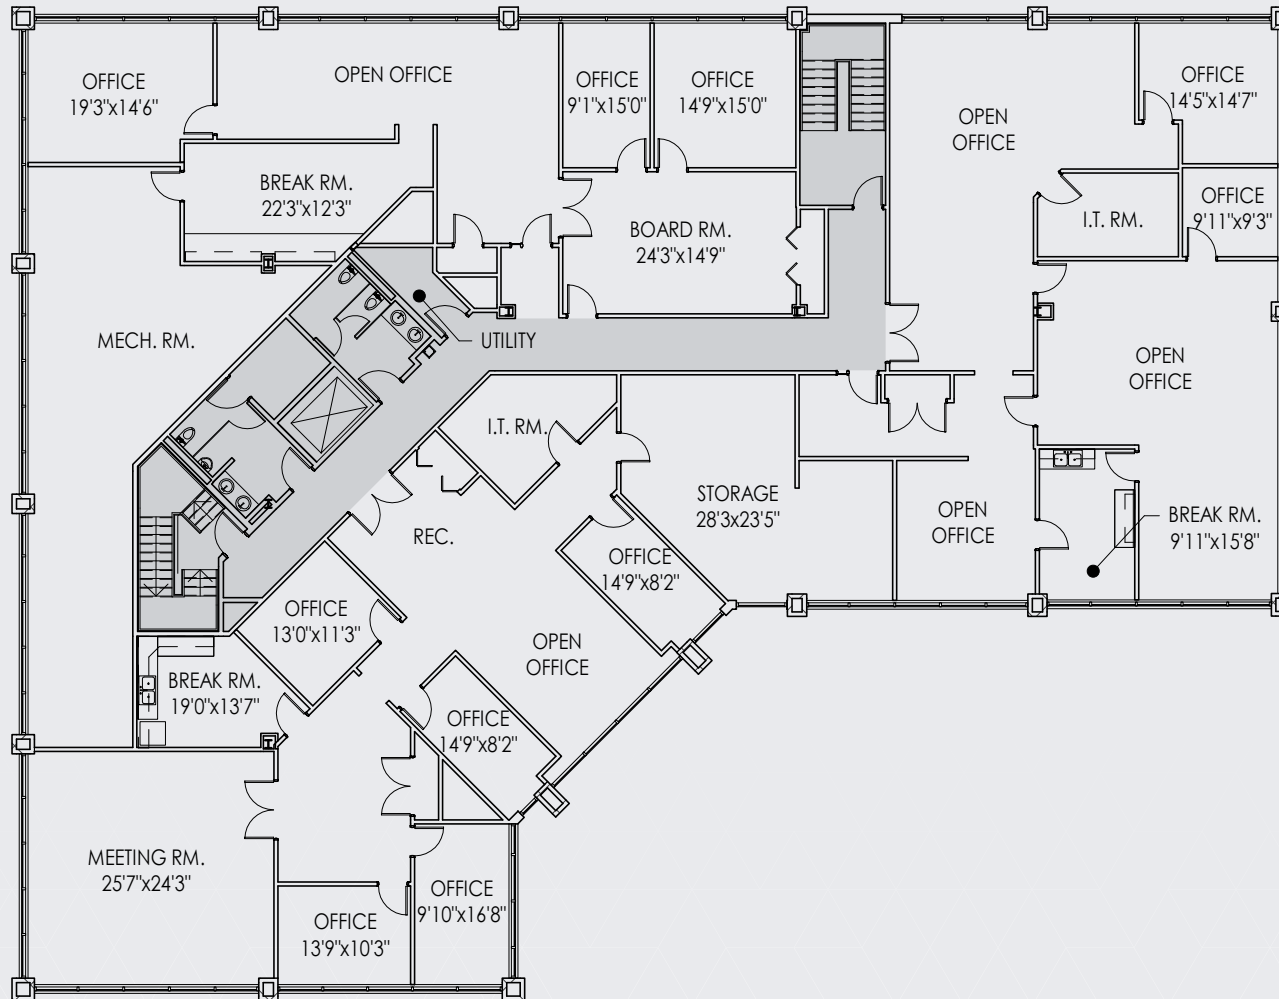 OFFICE
19'3"x14'6"
OPEN OFFICE
OFFICE
9'1"x15'0"
OFFICE
14'9"x15'0"
OPEN
OFFICE
OFFICE
14'5"x14'7"
BREAK RM.
22'3"x12'3"
BOARD RM.
24'3"x14'9"
I.T. RM.
OFFICE
9'11"x9'3"
MECH. RM.
UTILITY
OPEN
OFFICE
I.T. RM.
REC.
STORAGE
28'3x23'5"
OPEN
OFFICE
BREAK RM.
9'11"x15'8"
OFFICE
14'9"x8'2"
OFFICE
13'0"x11'3"
OPEN
OFFICE
BREAK RM.
19'0"x13'7"
OFFICE
14'9"x8'2"
MEETING RM.
25'7"x24'3"
OFFICE
9'10"x16'8"
OFFICE
13'9"x10'3"